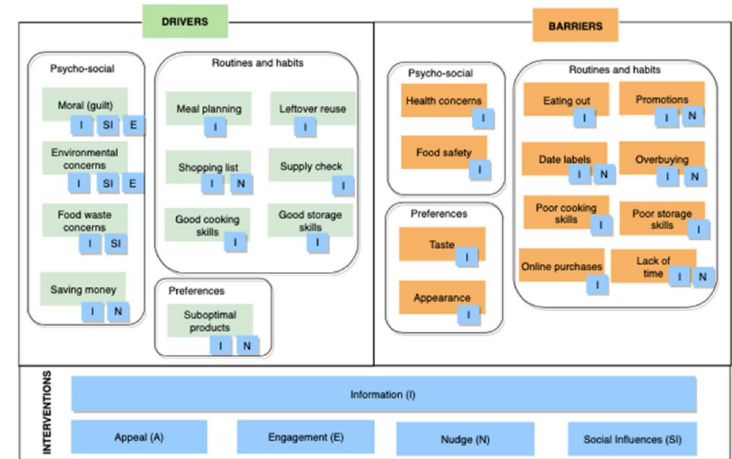 DRIVERS
BARRIERS
Psycho-social
Moral (guilt)
I SI E
Environmental
concerns
I SI E
Food waste
concerns
I SI
Saving money
I N
Routines and habits
Meal planning
I
Leftover reuse
I
Shopping list
I N
Supply check
I
Good cooking
skills
I
Good storage
skills
I
Preferences
Suboptimal
products
I N
Psycho-social
Health concerns
I
Food safety
I
Preferences
Taste
I
Appearance
I
Routines and habits
Eating out
I
Promotions
I N
Date labels
I N
Overbuying
I N
Poor cooking
skills
I
Poor storage
skills
I
Online purchases
I
Lack of
time
I N
INTERVENTIONS
Information (I)
Appeal (A)
Engagement (E)
Nudge (N)
Social Influences (SI)